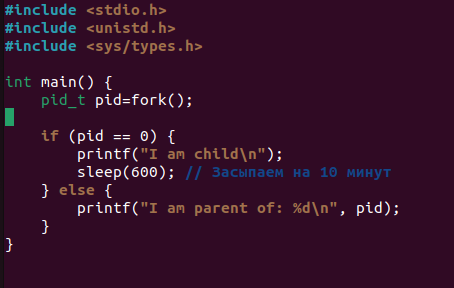 #include <stdio.h>
#include <unistd.h>
#include <sys/types.h>

int main() {
    pid_t pid=fork();

    if (pid == 0) {
        printf("I am child\n");
        sleep(600); // Засыпаем на 10 минут
    } else {
        printf("I am parent of: %d\n", pid);
    }
}